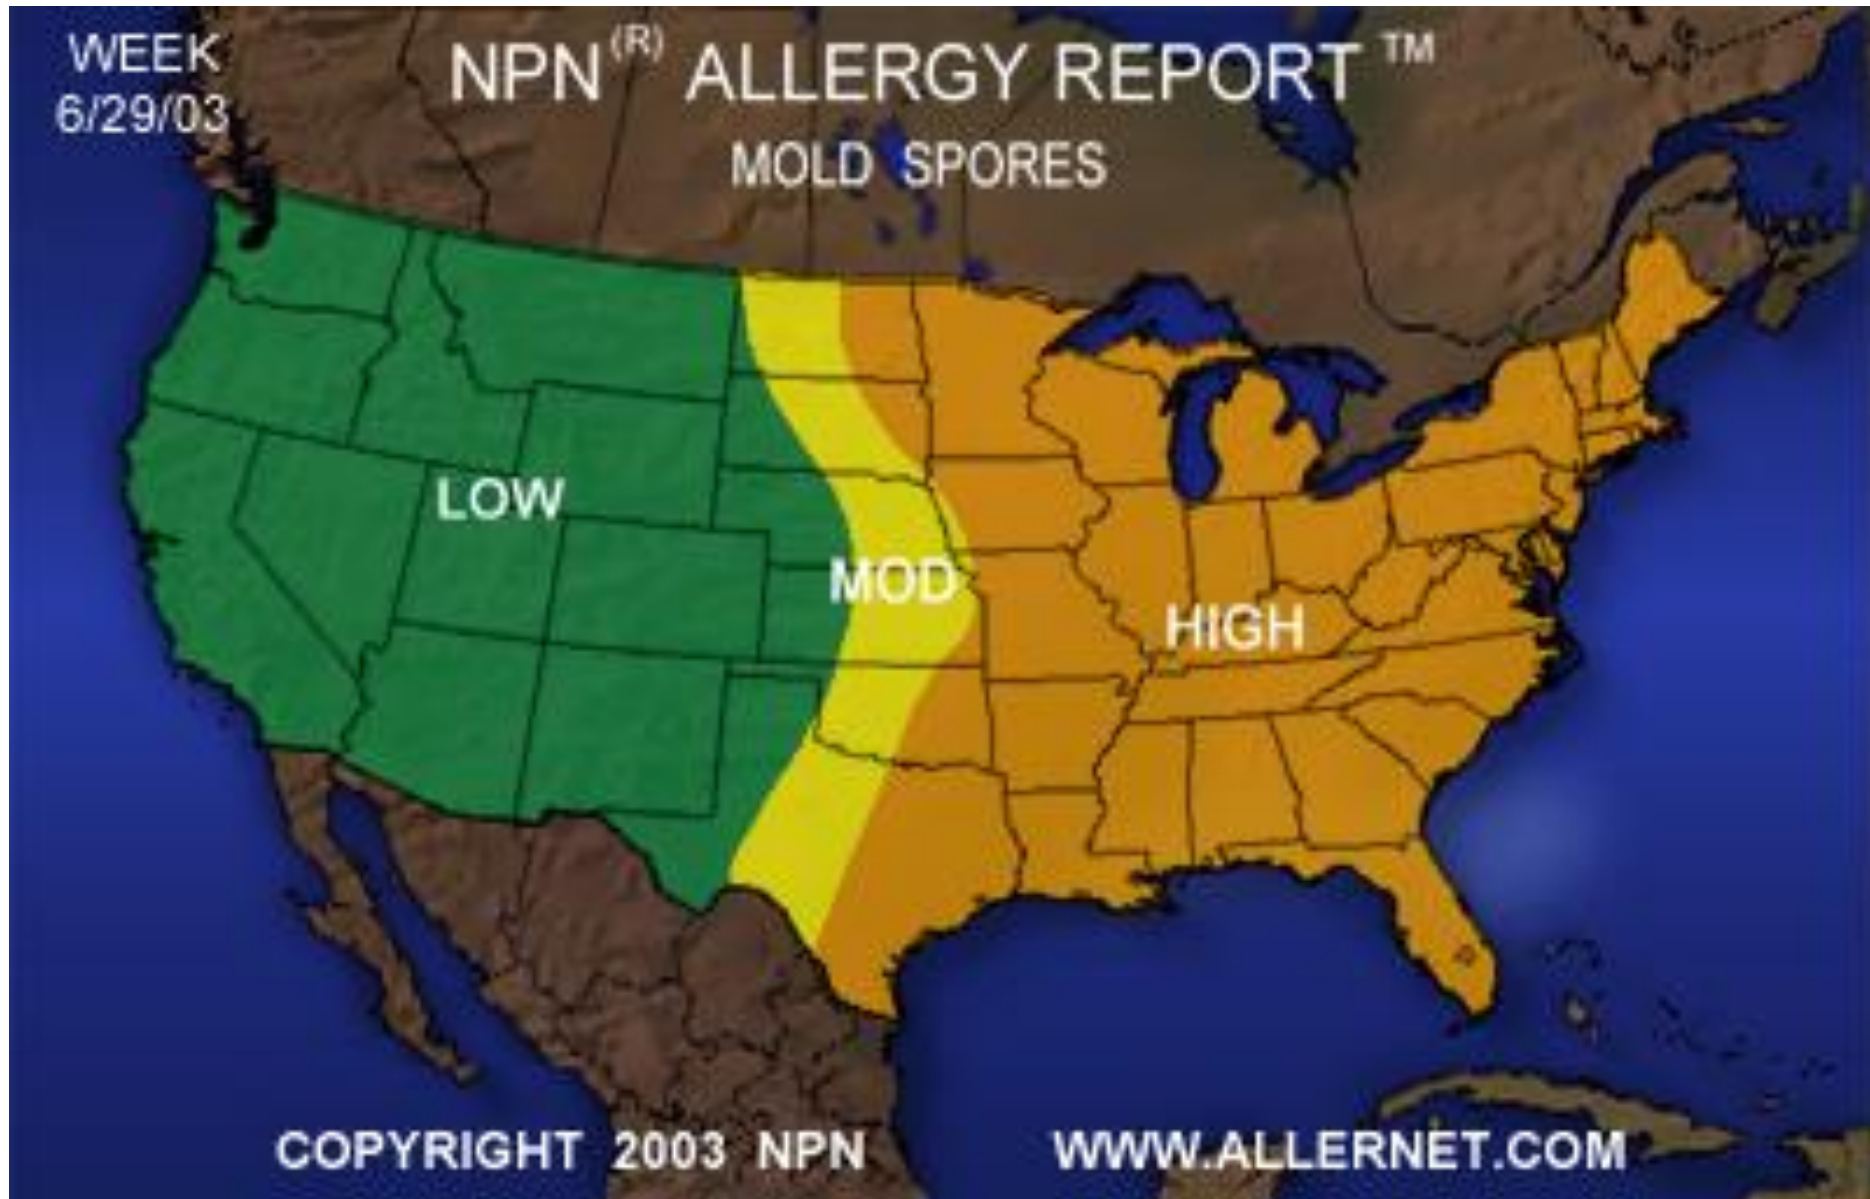 WEEK
6/29/03
NPN(R) ALLERGY REPORT TM
MOLD SPORES
LOW
MOD
HIGH
COPYRIGHT 2003 NPN
WWW.ALLERNET.COM